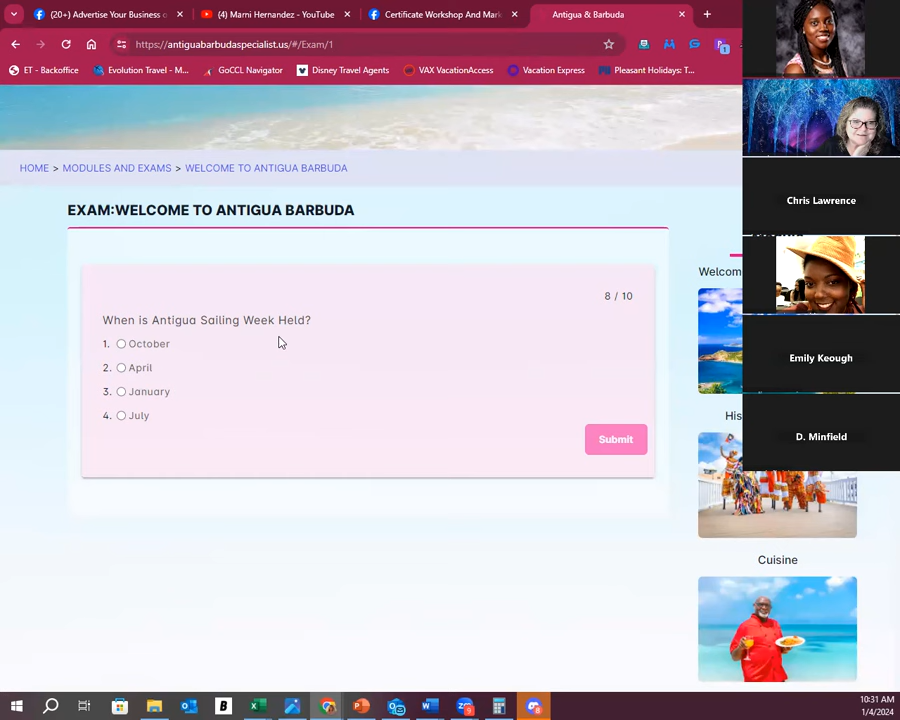 (20+) Advertise Your Business o
(4) Marni Hernandez - YouTube
Certificate Workshop And Mark
Antigua & Barbuda
https://antiguabarbudaspecialist.us/#/Exam/1
ET - Backoffice
Evolution Travel - M...
GoCCL Navigator
Disney Travel Agents
VAX VacationAccess
Vacation Express
Pleasant Holidays: T...
HOME > MODULES AND EXAMS > WELCOME TO ANTIGUA BARBUDA
EXAM:WELCOME TO ANTIGUA BARBUDA
8 / 10
When is Antigua Sailing Week Held?
1. October
2. April
3. January
4. July
Submit
Welcom
His
Cuisine
Chris Lawrence
Emily Keough
D. Minfield
10:31 AM
1/4/2024